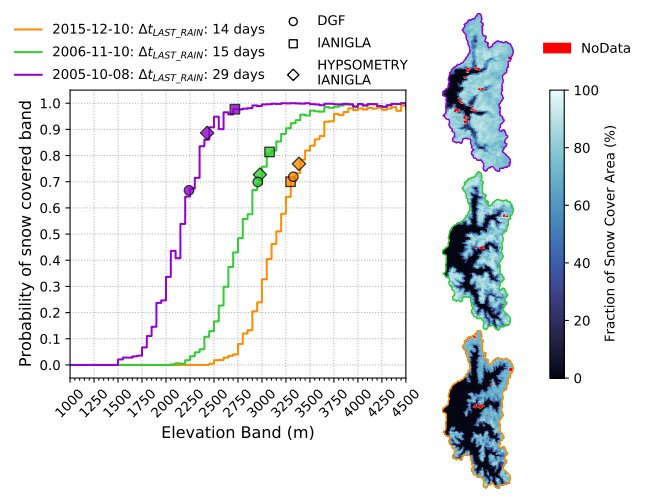 2015-12-10: Δt_LAST_RAIN: 14 days
2006-11-10: Δt_LAST_RAIN: 15 days
2005-10-08: Δt_LAST_RAIN: 29 days
DGF
IANIGLA
HYPSOMETRY
IANIGLA
Probability of snow covered band
1.0
0.9
0.8
0.7
0.6
0.5
0.4
0.3
0.2
0.1
0.0
1000 1250 1500 1750 2000 2250 2500 2750 3000 3250 3500 3750 4000 4250 4500
Elevation Band (m)
NoData
100
80
60
40
20
0
Fraction of Snow Cover Area (%)